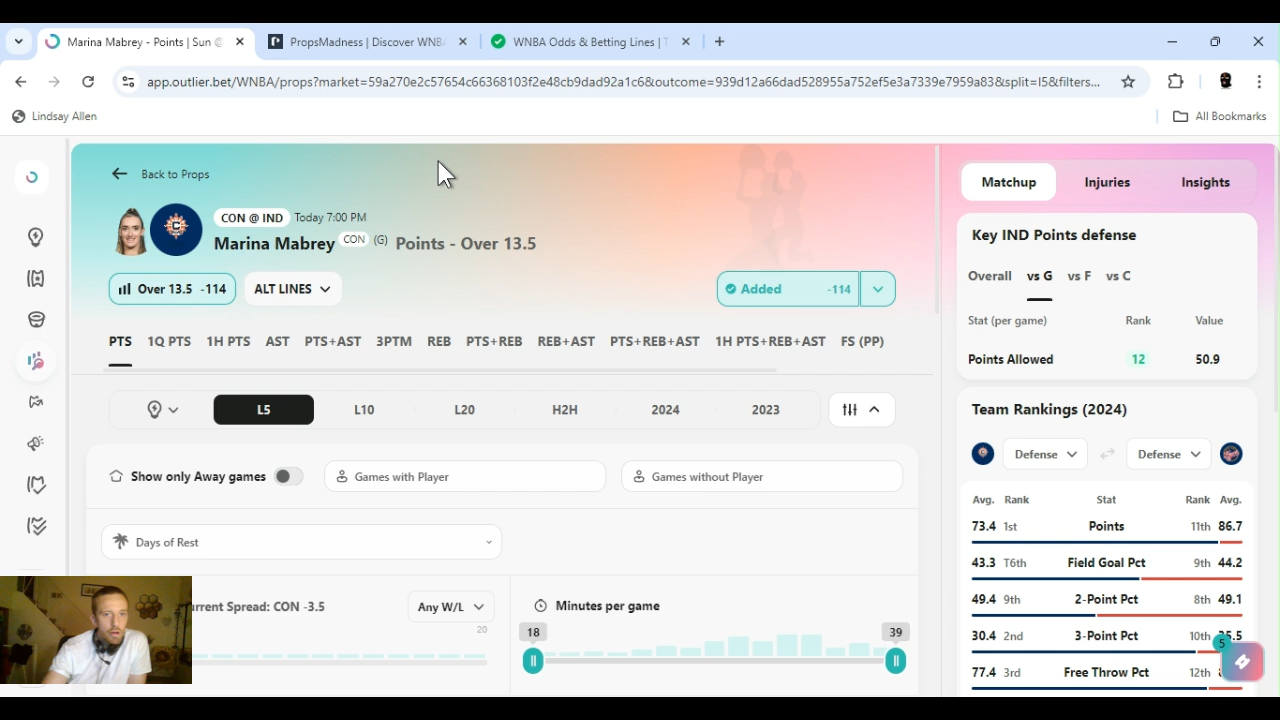 Marina Mabrey - Points | Sun @
PropsMadness | Discover WNBA
WNBA Odds & Betting Lines | T
app.outlier.bet/WNBA/props?market=59a270e2c57654c66368103f2e48cb9dad92a1c6&outcome=939d12a66dad528955a752ef5e3a7339e7959a83&split=l5&filters...
Lindsay Allen
All Bookmarks
Back to Props
CON @ IND Today 7:00 PM
Marina Mabrey CON (G) Points - Over 13.5
Over 13.5 -114
ALT LINES
Added -114
PTS 1Q PTS 1H PTS AST PTS+AST 3PTM REB PTS+REB REB+AST PTS+REB+AST 1H PTS+REB+AST FS (PP)
L5 L10 L20 H2H 2024 2023
Show only Away games
Games with Player
Games without Player
Days of Rest
rrent Spread: CON -3.5
Any W/L
20
Minutes per game
18
39
Matchup Injuries Insights
Key IND Points defense
Overall vs G vs F vs C
Stat (per game) Rank Value
Points Allowed 12 50.9
Team Rankings (2024)
Defense
Defense
Avg. Rank Stat Rank Avg.
73.4 1st Points 11th 86.7
43.3 T6th Field Goal Pct 9th 44.2
49.4 9th 2-Point Pct 8th 49.1
30.4 2nd 3-Point Pct 10th 5.5
5
77.4 3rd Free Throw Pct 12th